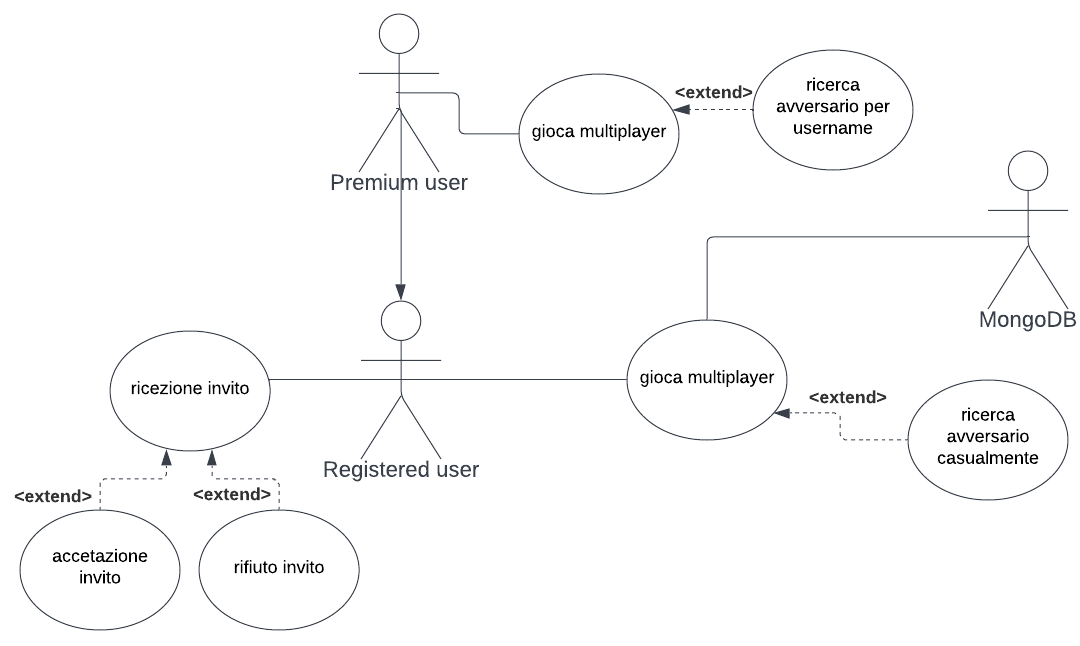 <extend>
ricerca
avversario per
username
gioca multiplayer
Premium user
MongoDB
ricezione invito
gioca multiplayer
<extend>
ricerca
avversario
casualmente
Registered user
<extend>
<extend>
accetazione
invito
rifiuto invito